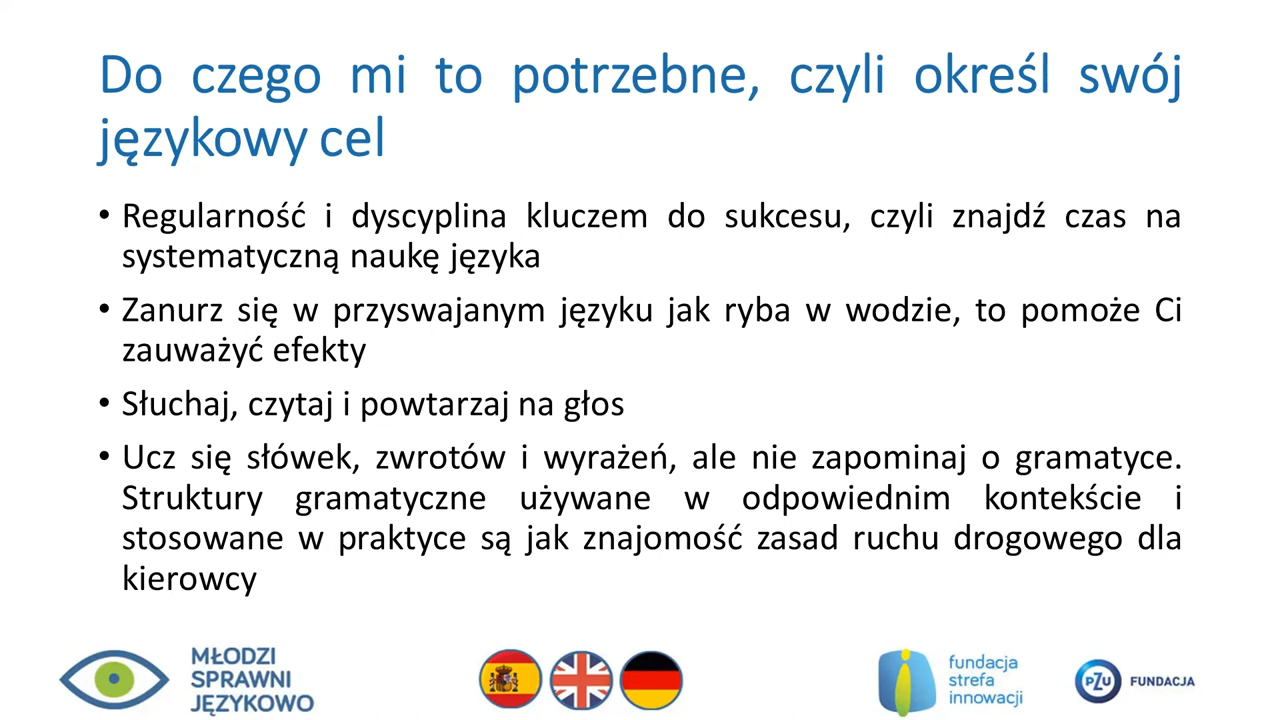 Do czego mi to potrzebne, czyli określ swój
językowy cel
• Regularność i dyscyplina kluczem do sukcesu, czyli znajdź czas na
systematyczną naukę języka
• Zanurz się w przyswajanym języku jak ryba w wodzie, to pomoże Ci
zauważyć efekty
• Słuchaj, czytaj i powtarzaj na głos
• Ucz się słówek, zwrotów i wyrażeń, ale nie zapominaj o gramatyce.
Struktury gramatyczne używane w odpowiednim kontekście i
stosowane w praktyce są jak znajomość zasad ruchu drogowego dla
kierowcy
MŁODZI
SPRAWNI
JĘZYKOWO
fundacja
strefa
innowacji
PZU FUNDACJA